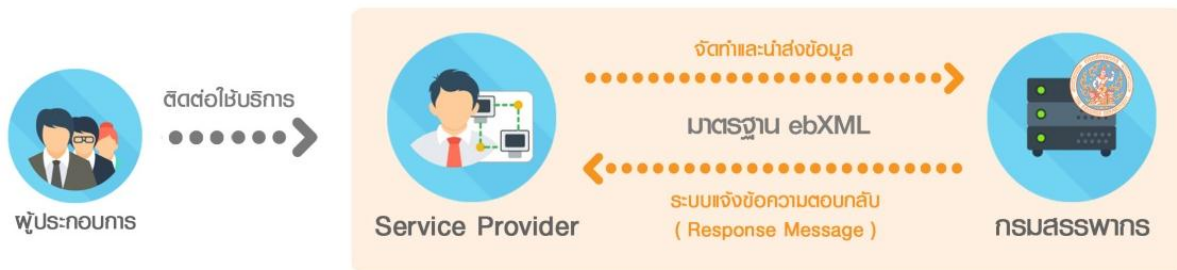 ติดต่อใช้บริการ
ผู้ประกอบการ
Service Provider
จัดทำและนำส่งข้อมูล
มาตรฐาน ebXML
ระบบแจ้งข้อความตอบกลับ
( Response Message )
กรมสรรพากร